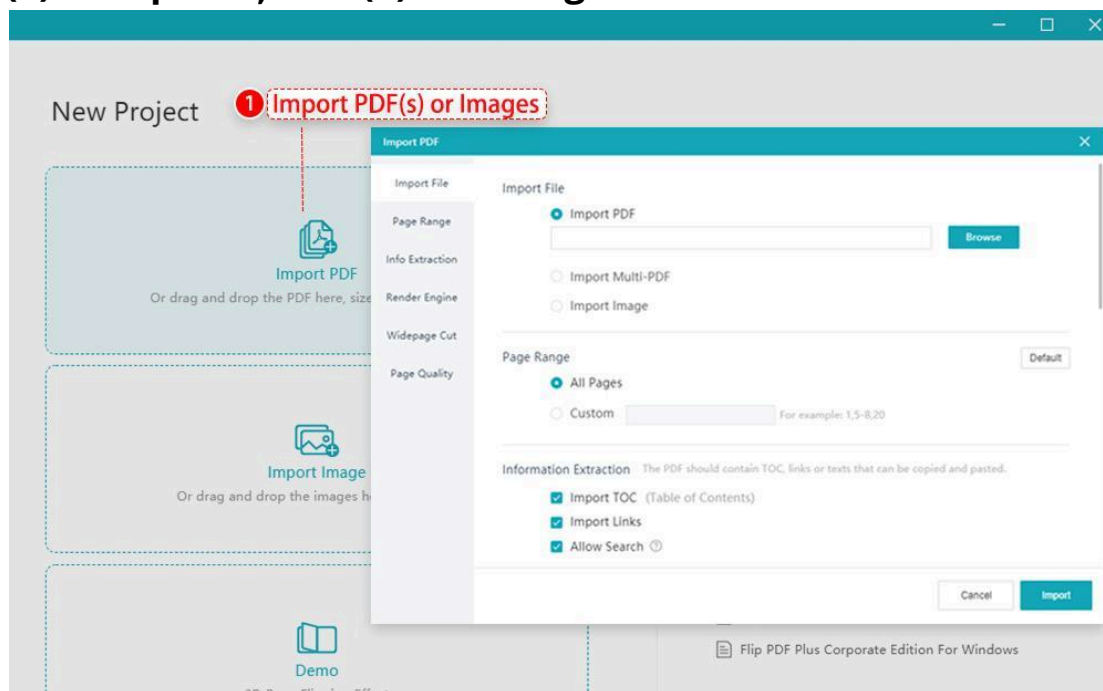 New Project
1 Import PDF(s) or Images
Import PDF
Or drag and drop the PDF here, size
Import Image
Or drag and drop the images
Demo
Import PDF
Import File
Page Range
Info Extraction
Render Engine
Widepage Cut
Page Quality
Import File
Import PDF
Browse
Import Multi-PDF
Import Image
Page Range
Default
All Pages
Custom For example: 1,5-8,20
Information Extraction The PDF should contain TOC, links or texts that can be copied and pasted.
Import TOC (Table of Contents)
Import Links
Allow Search ?
Cancel Import
Flip PDF Plus Corporate Edition For Windows